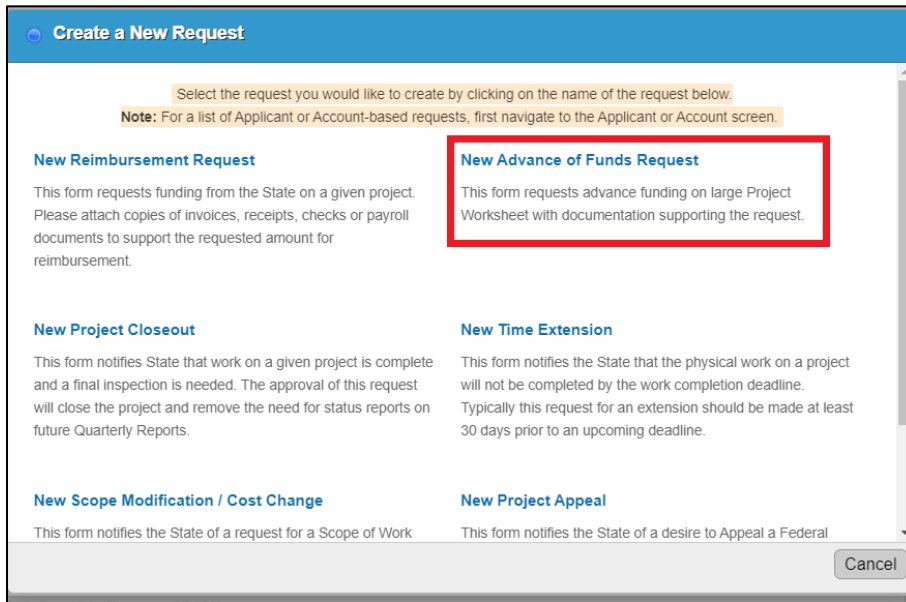 Create a New Request
Select the request you would like to create by clicking on the name of the request below.
Note: For a list of Applicant or Account-based requests, first navigate to the Applicant or Account screen.
New Reimbursement Request
This form requests funding from the State on a given project.
Please attach copies of invoices, receipts, checks or payroll
documents to support the requested amount for
reimbursement.
New Advance of Funds Request
This form requests advance funding on large Project
Worksheet with documentation supporting the request.
New Project Closeout
This form notifies State that work on a given project is complete
and a final inspection is needed. The approval of this request
will close the project and remove the need for status reports on
future Quarterly Reports.
New Time Extension
This form notifies the State that the physical work on a project
will not be completed by the work completion deadline.
Typically this request for an extension should be made at least
30 days prior to an upcoming deadline.
New Scope Modification / Cost Change
This form notifies the State of a request for a Scope of Work
New Project Appeal
This form notifies the State of a desire to Appeal a Federal
Cancel